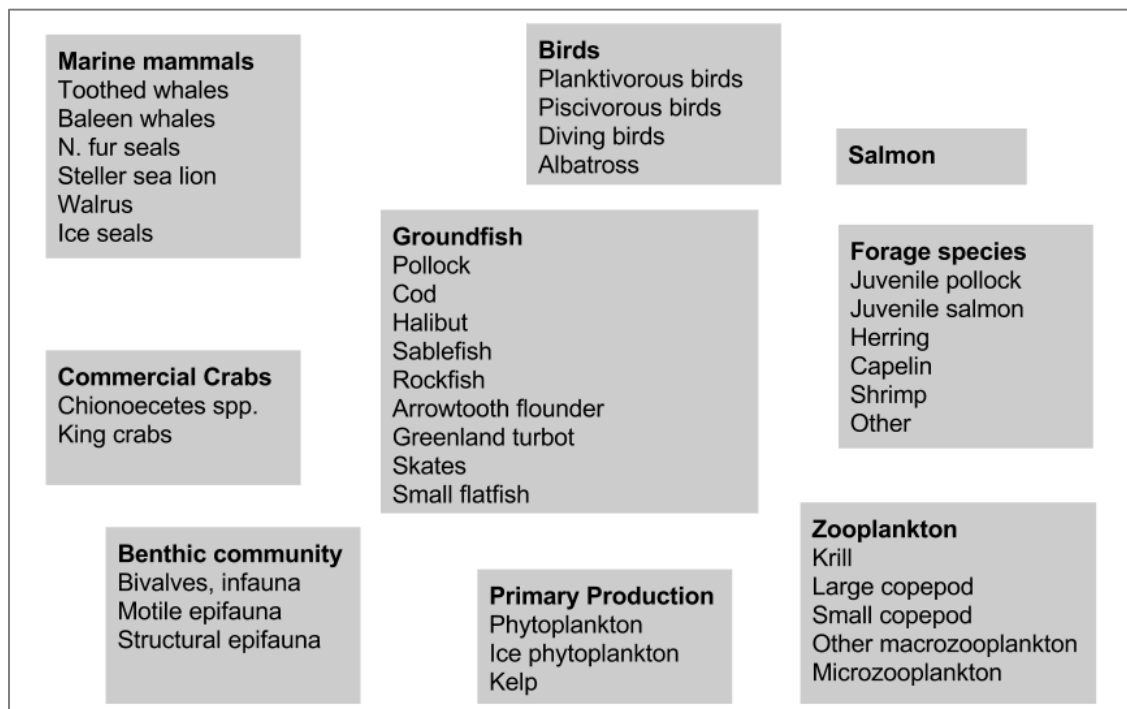 Marine mammals
Toothed whales
Baleen whales
N. fur seals
Steller sea lion
Walrus
Ice seals
Birds
Planktivorous birds
Piscivorous birds
Diving birds
Albatross
Salmon
Groundfish
Pollock
Cod
Halibut
Sablefish
Rockfish
Arrowtooth flounder
Greenland turbot
Skates
Small flatfish
Forage species
Juvenile pollock
Juvenile salmon
Herring
Capelin
Shrimp
Other
Commercial Crabs
Chionoecetes spp.
King crabs
Benthic community
Bivalves, infauna
Motile epifauna
Structural epifauna
Primary Production
Phytoplankton
Ice phytoplankton
Kelp
Zooplankton
Krill
Large copepod
Small copepod
Other macrozooplankton
Microzooplankton